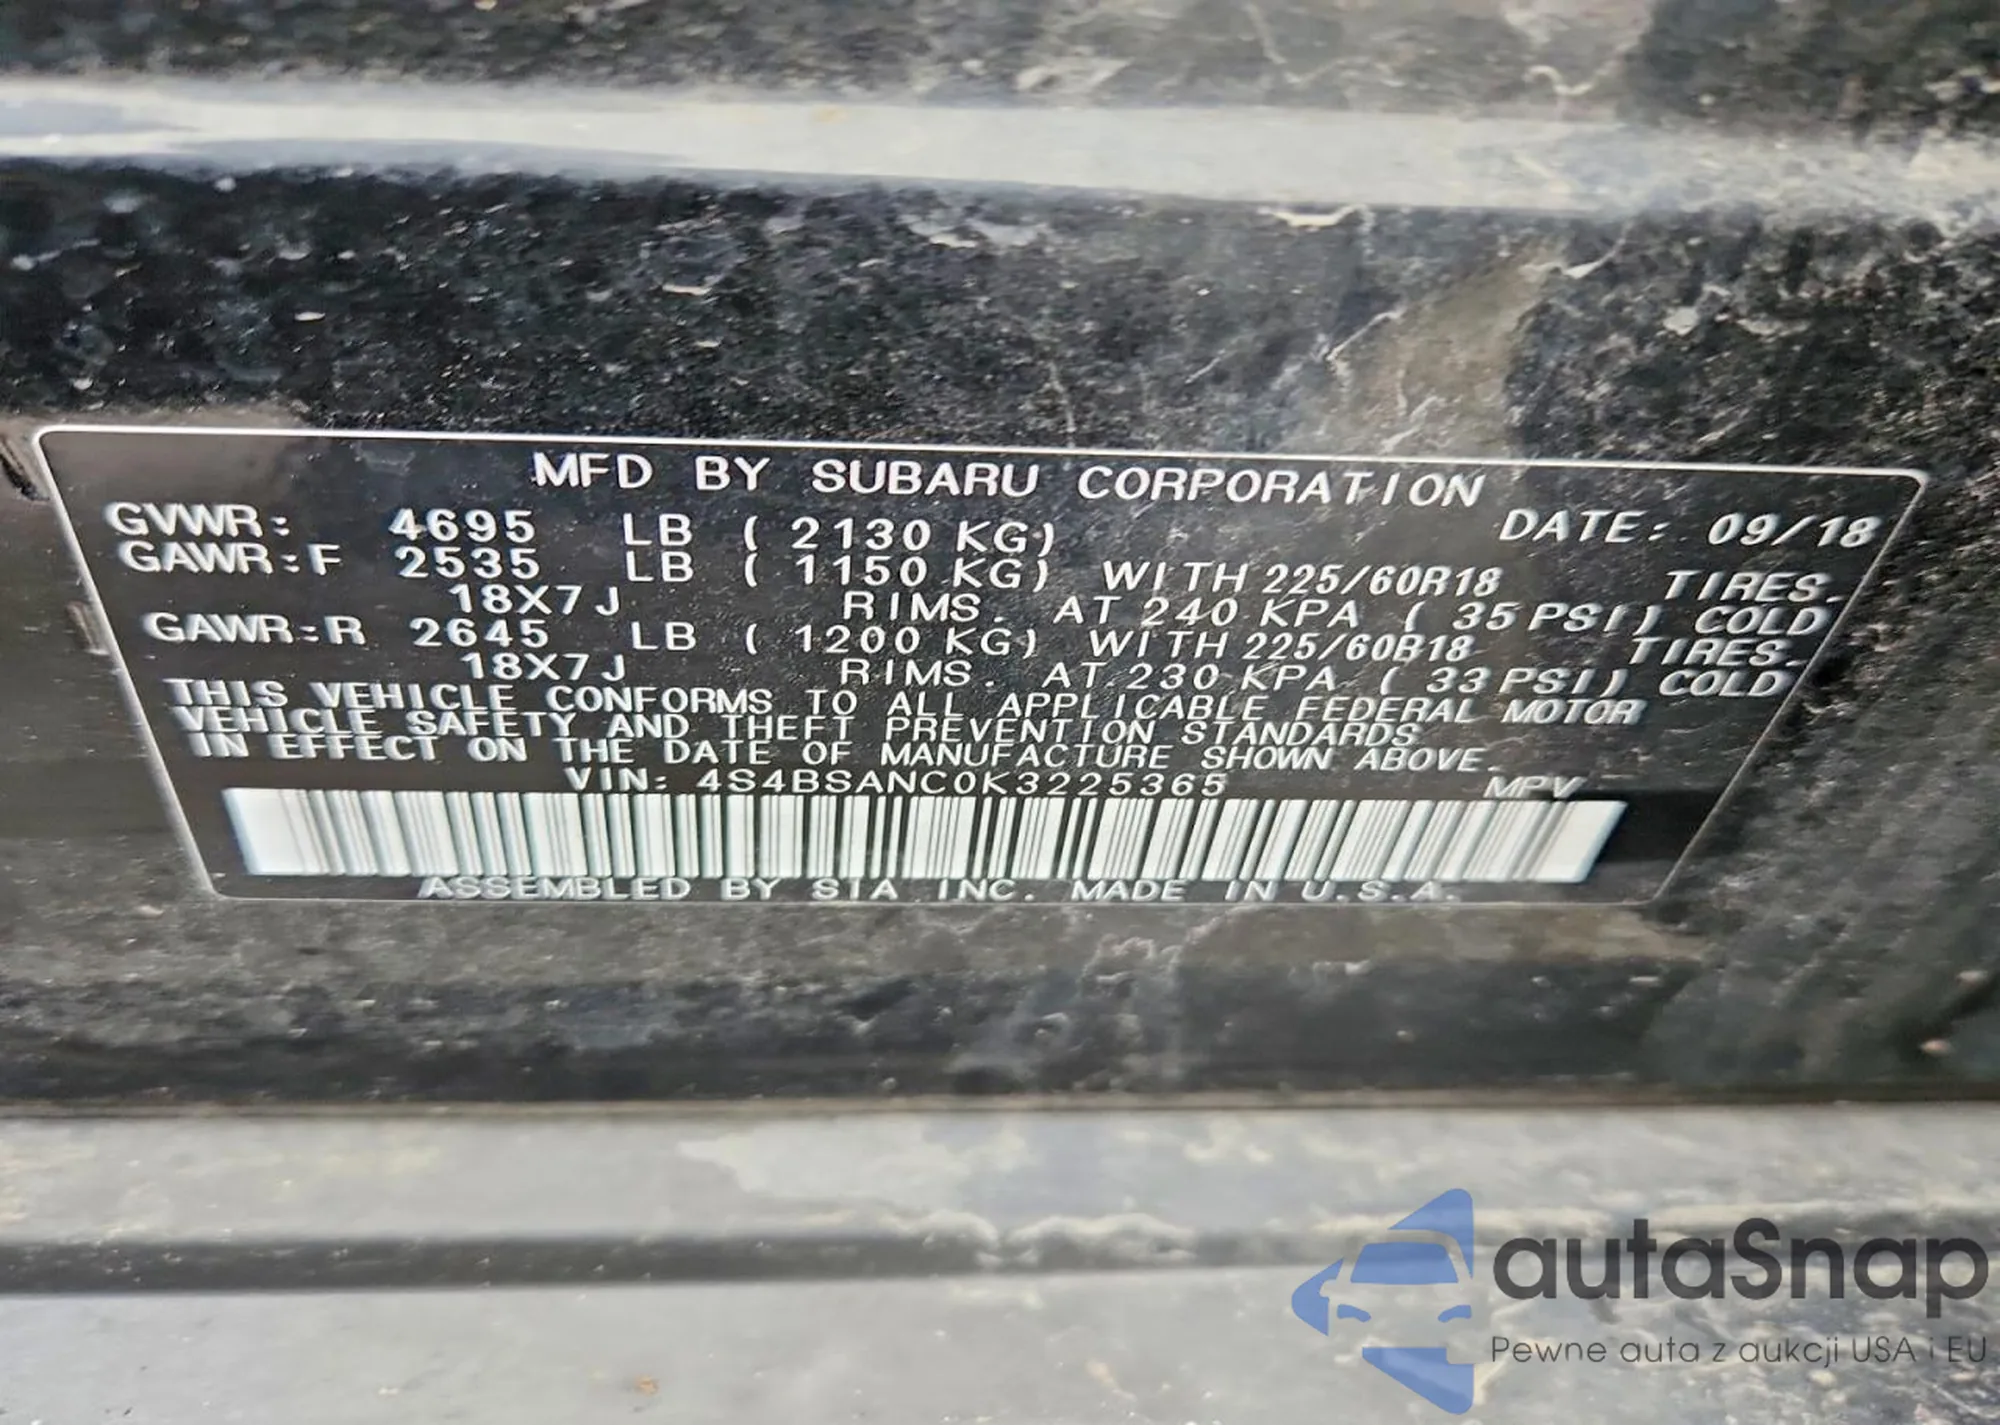 MFD BY SUBARU CORPORATION
GVWR: 4695 LB ( 2130 KG) DATE: 09/18
GAWR:F 2535 LB ( 1150 KG) WITH 225/60R18 TIRES.
18X7J RIMS. AT 240 KPA ( 35 PSI) COLD
GAWR:R 2645 LB ( 1200 KG) WITH 225/60R18 TIRES.
18X7J RIMS. AT 230 KPA ( 33 PSI) COLD
THIS VEHICLE CONFORMS TO ALL APPLICABLE FEDERAL MOTOR
VEHICLE SAFETY AND THEFT PREVENTION STANDARDS
IN EFFECT ON THE DATE OF MANUFACTURE SHOWN ABOVE.
VIN: 4S4BSANC0K3225365 MPV
ASSEMBLED BY SIA INC. MADE IN U.S.A.
autaSnap
Pewne auta z aukcji USA i EU